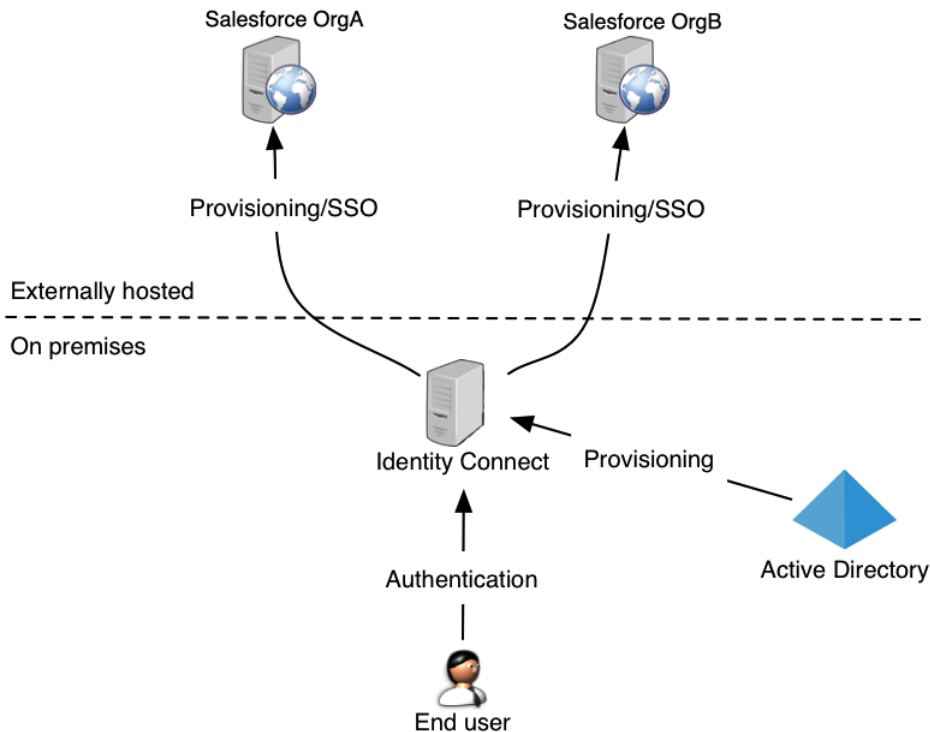 Salesforce OrgA
Salesforce OrgB
Provisioning/SSO
Provisioning/SSO
Externally hosted
On premises
Identity Connect
Provisioning
Active Directory
Authentication
End user